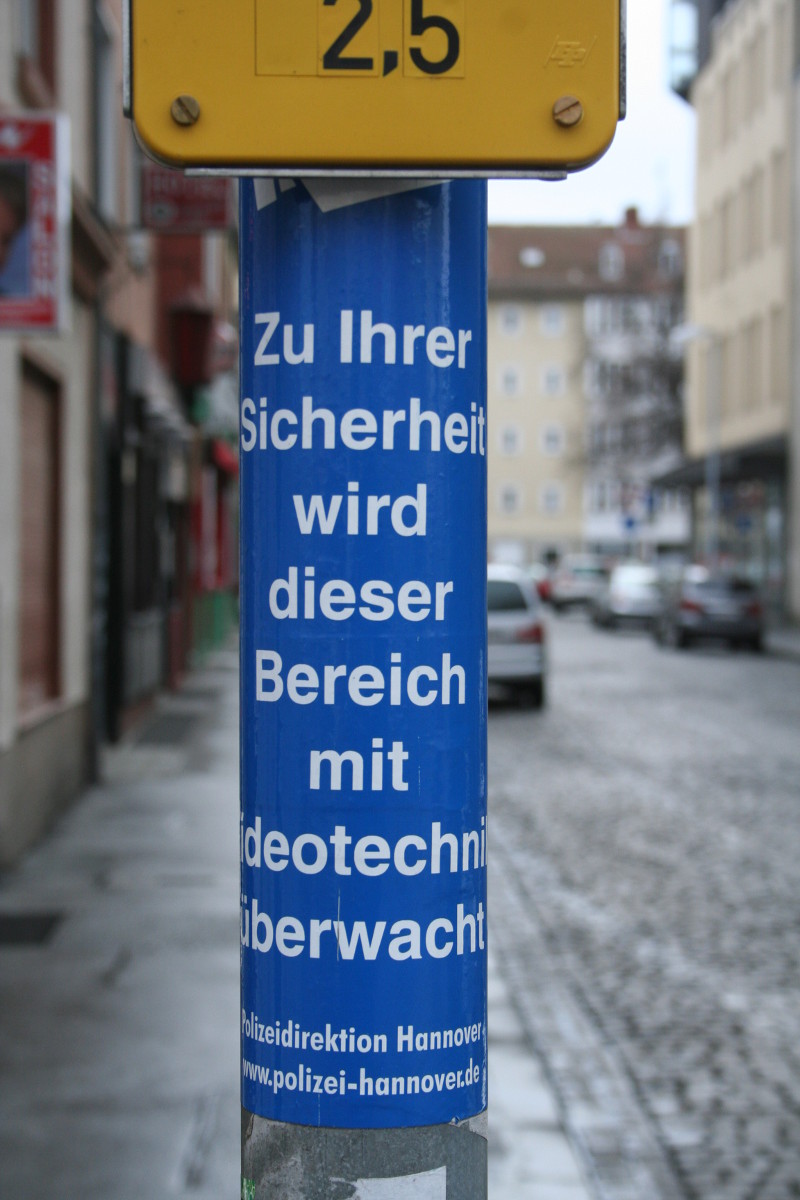 2,5
Zu Ihrer
Sicherheit
wird
dieser
Bereich
mit
ideotechni
überwacht
Polizeidirektion Hannover
www.polizei-hannover.de